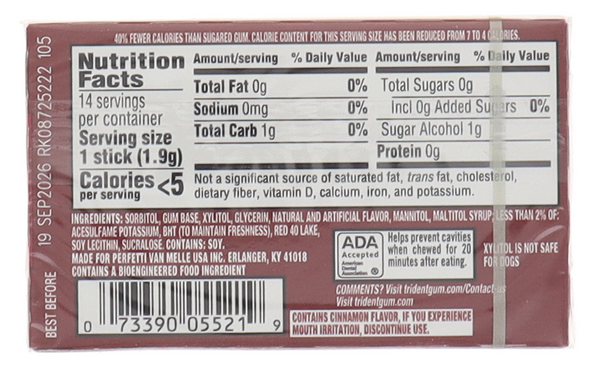 40% FEWER CALORIES THAN SUGARED GUM. CALORIE CONTENT FOR THIS SERVING SIZE HAS BEEN REDUCED FROM 7 TO 4 CALORIES.
Nutrition Facts
14 servings per container
Serving size
1 stick (1.9g)
Calories <5
per serving
Amount/serving % Daily Value
Total Fat 0g 0%
Sodium 0mg 0%
Total Carb 1g 0%
Amount/serving % Daily Value
Total Sugars 0g
Incl 0g Added Sugars 0%
Sugar Alcohol 1g
Protein 0g
Not a significant source of saturated fat, trans fat, cholesterol,
dietary fiber, vitamin D, calcium, iron, and potassium.
INGREDIENTS: SORBITOL, GUM BASE, XYLITOL, GLYCERIN, NATURAL AND ARTIFICIAL FLAVOR, MANNITOL, MALTITOL SYRUP; LESS THAN 2% OF:
ACESULFAME POTASSIUM, BHT (TO MAINTAIN FRESHNESS), RED 40 LAKE,
SOY LECITHIN, SUCRALOSE. CONTAINS: SOY.
MADE FOR PERFETTI VAN MELLE USA INC. ERLANGER, KY 41018
CONTAINS A BIOENGINEERED FOOD INGREDIENT
ADA
Accepted
American
Dental
Association
®
Helps prevent cavities
when chewed for 20
minutes after eating.
XYLITOL IS NOT SAFE
FOR DOGS
COMMENTS? Visit tridentgum.com/Contact-us
Visit tridentgum.com
CONTAINS CINNAMON FLAVOR, IF YOU EXPERIENCE
MOUTH IRRITATION, DISCONTINUE USE.
0 73390 05521 9
BEST BEFORE 19 SEP2026 RK08725222 105